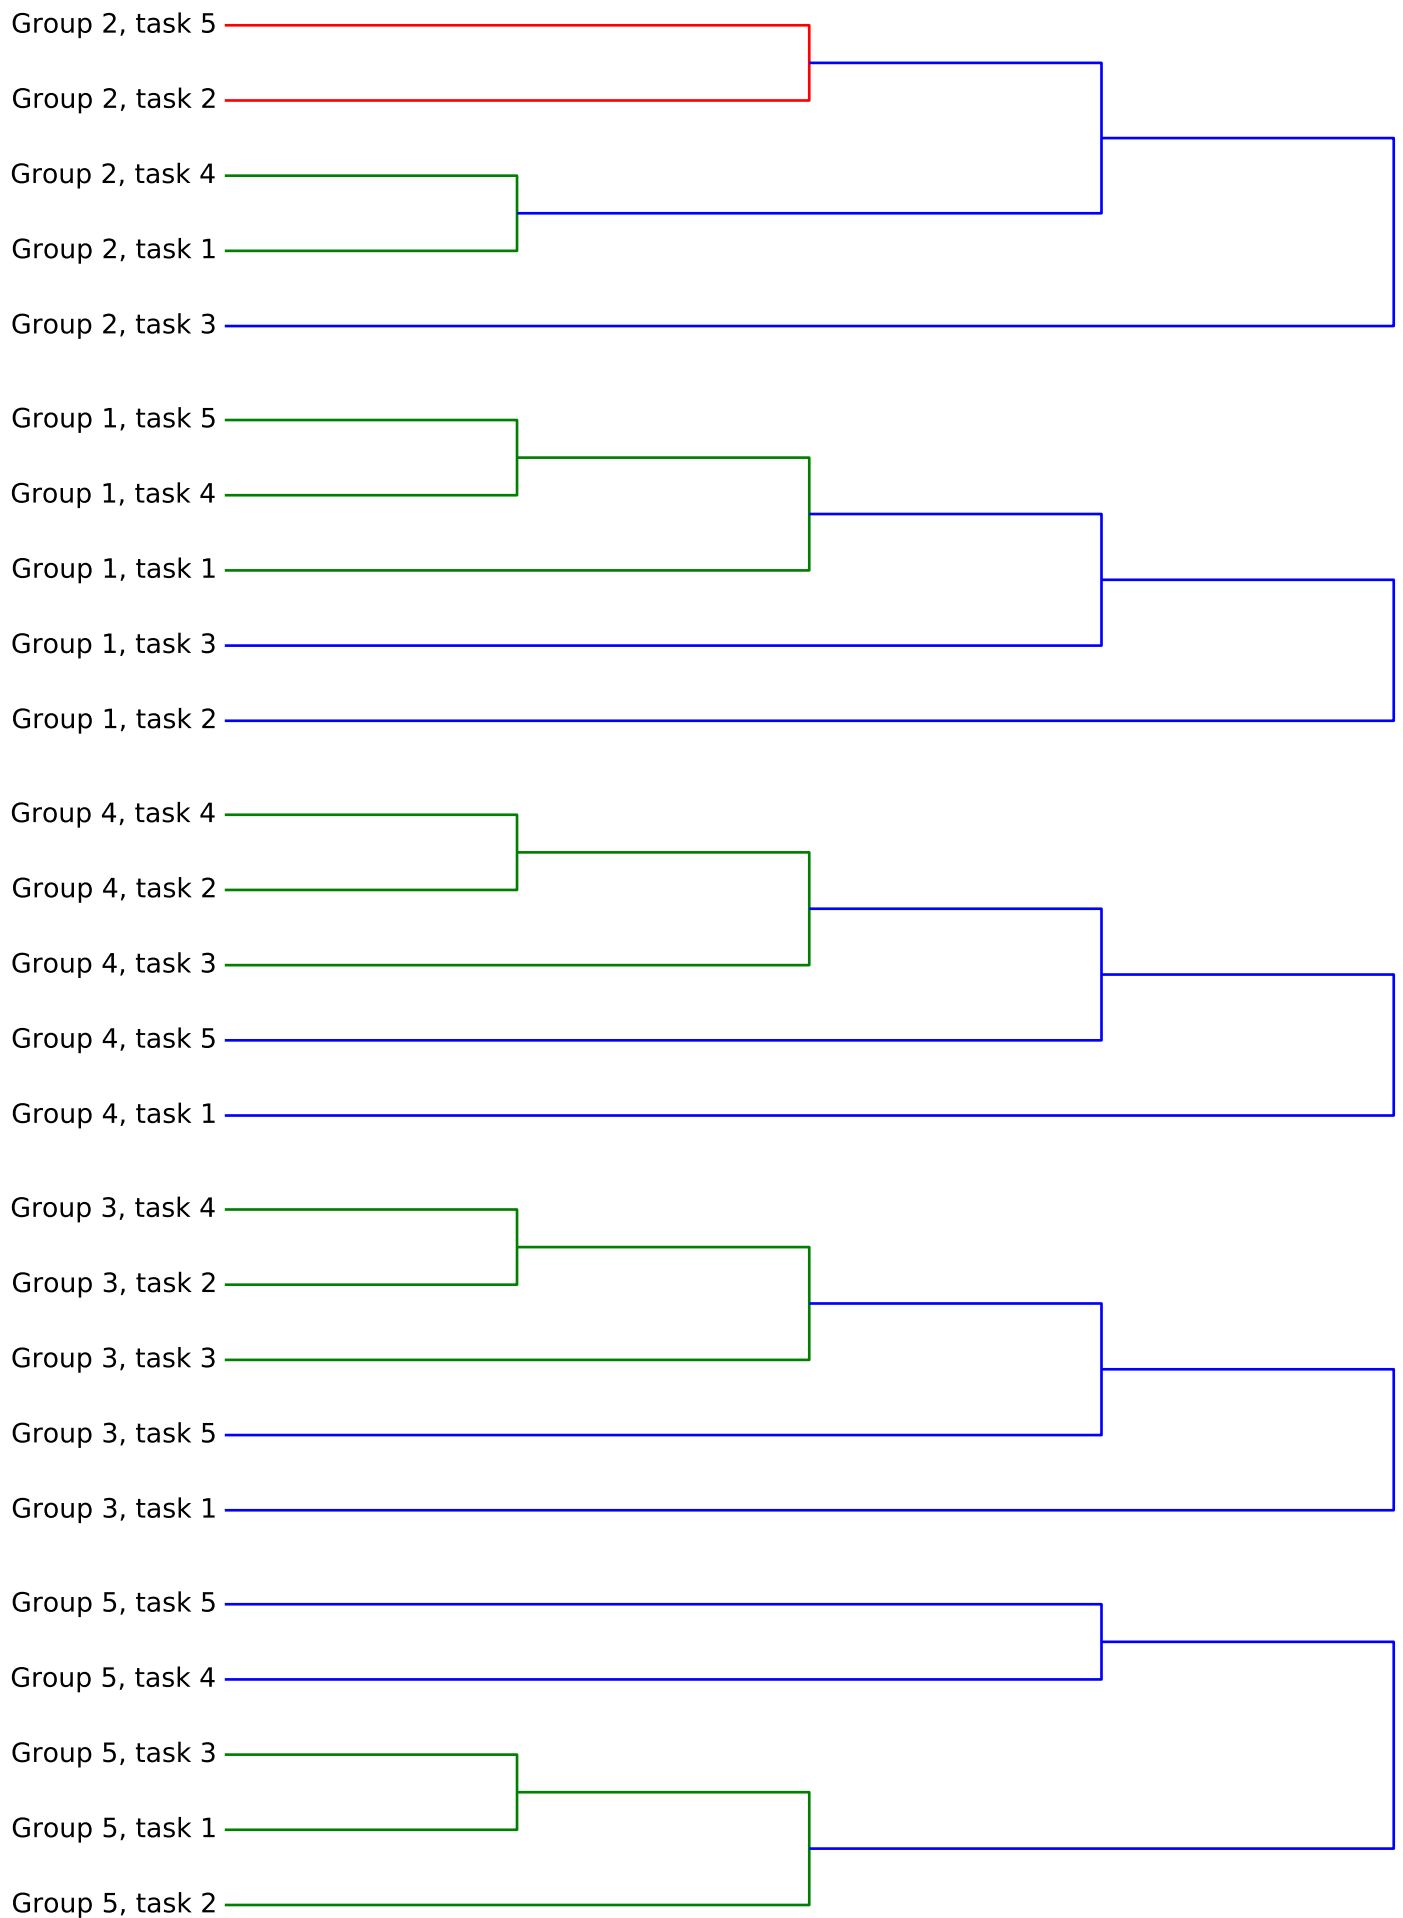 Group 2, task 5
Group 2, task 2
Group 2, task 4
Group 2, task 1
Group 2, task 3
Group 1, task 5
Group 1, task 4
Group 1, task 1
Group 1, task 3
Group 1, task 2
Group 4, task 4
Group 4, task 2
Group 4, task 3
Group 4, task 5
Group 4, task 1
Group 3, task 4
Group 3, task 2
Group 3, task 3
Group 3, task 5
Group 3, task 1
Group 5, task 5
Group 5, task 4
Group 5, task 3
Group 5, task 1
Group 5, task 2